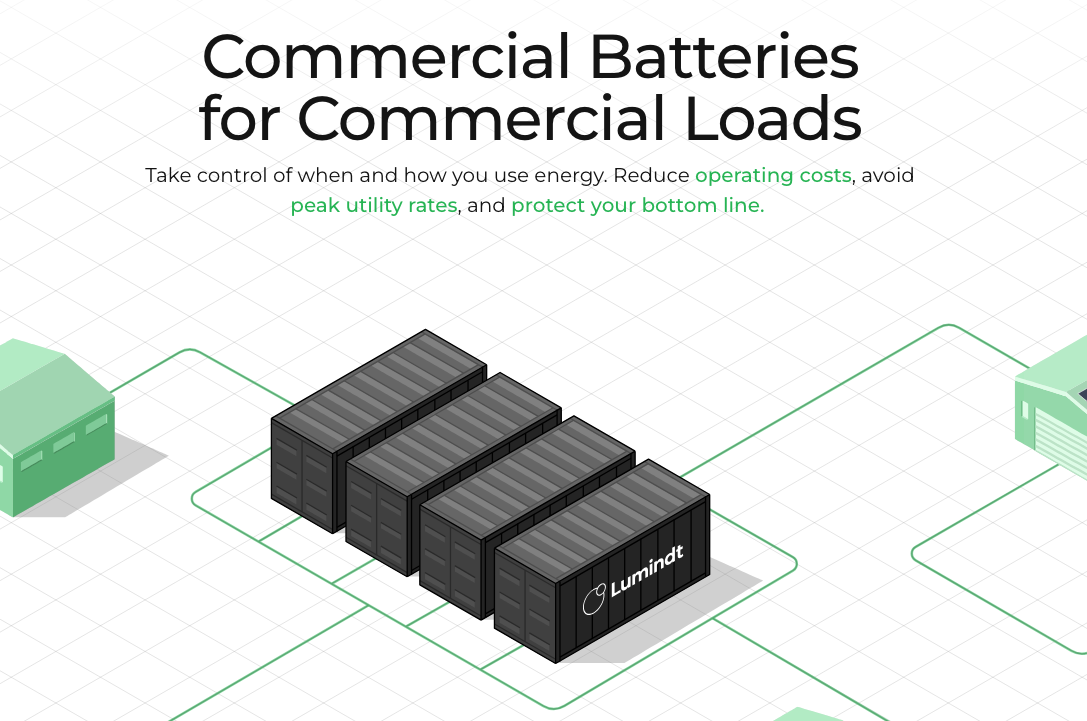 Commercial Batteries
for Commercial Loads
Take control of when and how you use energy. Reduce operating costs, avoid
peak utility rates, and protect your bottom line.
Lumindt